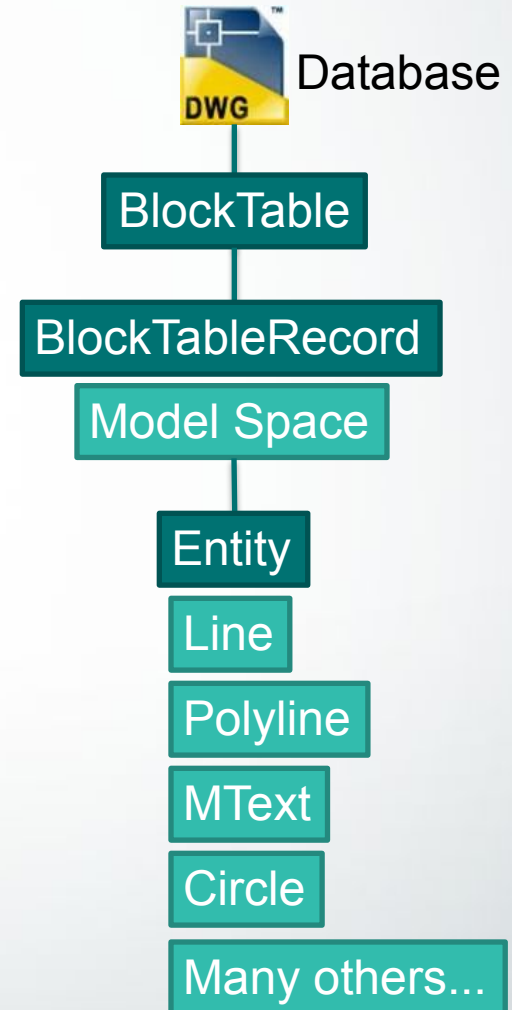 DWG
Database
BlockTable
BlockTableRecord
Model Space
Entity
Line
Polyline
MText
Circle
Many others...